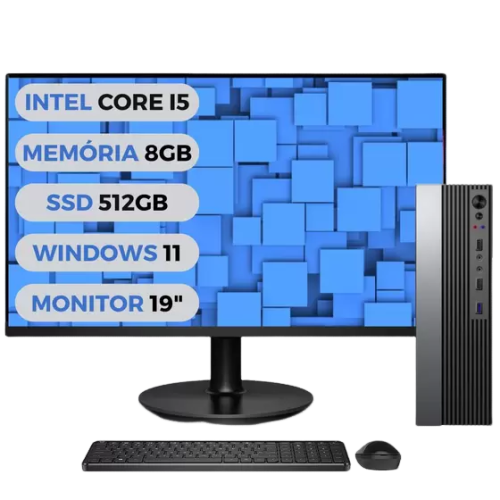 INTEL CORE I5
MEMÓRIA 8GB
SSD 512GB
WINDOWS 11
MONITOR 19"